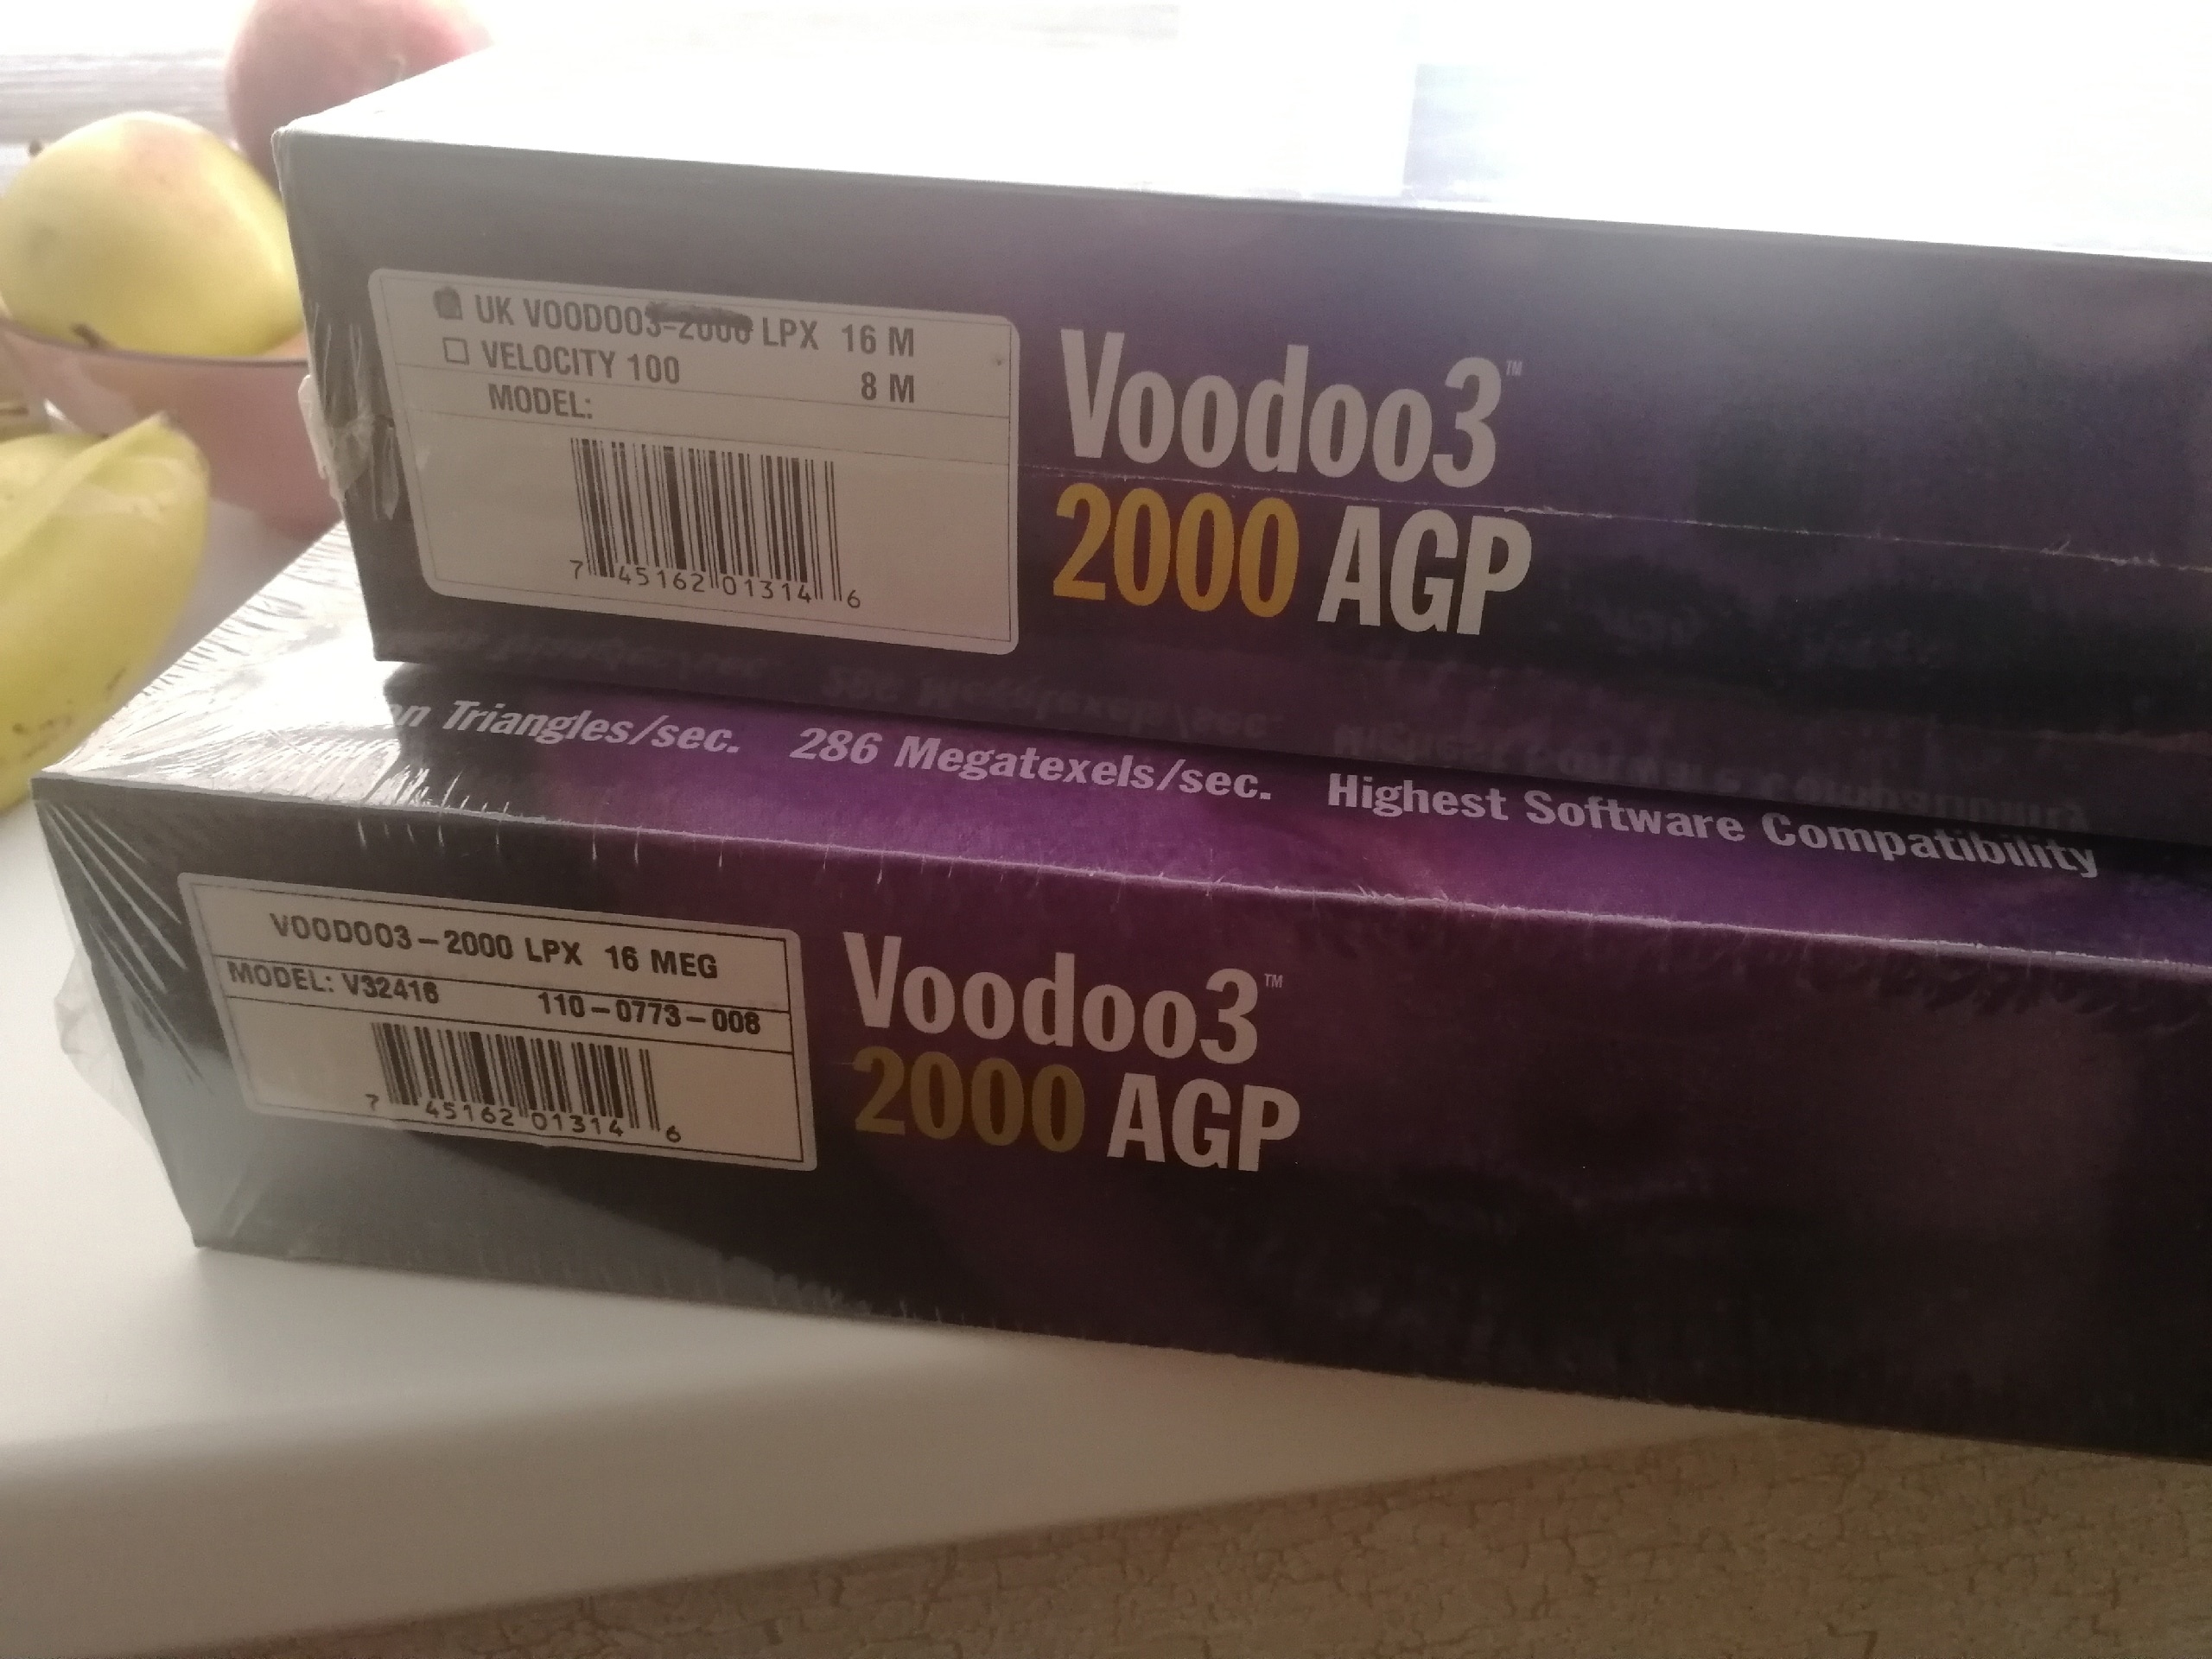 UK VOODOO3-2000 LPX 16 M
VELOCITY 100 8 M
MODEL:
7 45162 01314 6
Voodoo3™
2000 AGP
Triangles/sec. 286 Megatexels/sec. Highest Software Compatibility
VOODOO3-2000 LPX 16 MEG
MODEL: V32416 110-0773-008
7 45162 01314 6
Voodoo3™
2000 AGP